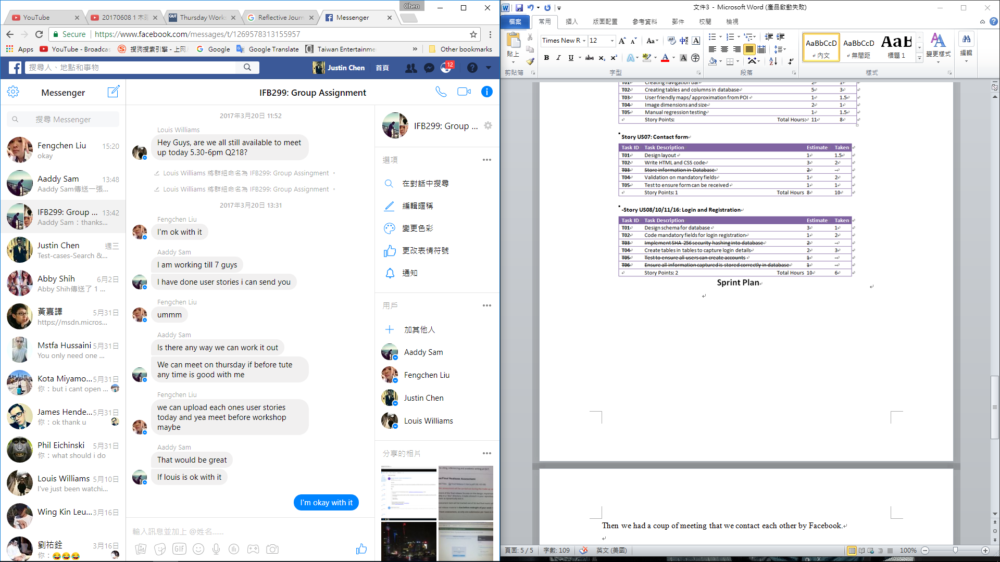 Chen
YouTube
20170608 1 木
Thursday Works
Reflective Journ
Messenger
Secure
https://www.facebook.com/messages/t/1269578313155957
Apps
YouTube - Broadcas
搜狗搜索引擎 - 上网
Google
Google Translate
Taiwan Entertainme
»
Other bookmarks
搜尋人、地點和事物
Justin Chen
首頁
12
Messenger
搜尋 Messenger
Fengchen Liu
15:20
okay
Aaddy Sam
13:48
Aaddy Sam傳送一張...
IFB299: Group ...
13:42
Aaddy Sam：thanks...
Justin Chen
週三
Test-cases-Search &...
Abby Shih
6月2日
Abby Shih傳送了 1 ...
黃嘉譯
5月31日
https://msdn.micros...
Mstfa Hussaini
5月31日
You only need one ...
Kota Miyamo...
5月31日
你：but i cant open ...
James Hende...
5月31日
你：ok thank u
Phil Eichinski
5月31日
你：what should i do
Louis Williams
5月10日
I've just been watchi...
Wing Kin Leu...
3月16日
劉祐銓
3月16日
你：😂😂😂
IFB299: Group Assignment
2017年3月20日 11:52
Louis Williams
Hey Guys, are we all still available to meet
up today 5.30-6pm Q218?
Louis Williams 將群組命名為 IFB299: Group Assingment 。
Louis Williams 將群組命名為 IFB299: Group Assignment 。
2017年3月20日 13:31
Fengchen Liu
I'm ok with it
Aaddy Sam
I am working till 7 guys
I have done user stories i can send you
Fengchen Liu
ummm
Aaddy Sam
Is there any way we can work it out
We can meet on thursday if before tute
any time is good with me
Fengchen Liu
we can upload each ones user stories
today and yea meet before workshop
maybe
Aaddy Sam
That would be great
If louis is ok with it
I'm okay with it
輸入訊息並加上 @姓名......
GIF
IFB299: Group ...
選項
在對話中搜尋
編輯暱稱
變更色彩
更改表情符號
通知
用戶
加其他人
Aaddy Sam
Fengchen Liu
Justin Chen
Louis Williams
分享的相片
文件3 - Microsoft Word (產品啟動失敗)
檔案 常用 插入 版面配置 參考資料 郵件 校閱 檢視
貼上
剪貼簿
Times New R
12
字型
段落
AaBbCcD
內文
AaBbCcD
無間距
AaB
標題 1
變更樣式
樣式
編輯
T01 Creating navigation bar 2 1
T02 Creating tables and columns in database 5 3
T03 User friendly maps/ approximation from POI 1 1.5
T04 Image dimensions and size 2 1
T05 Manual regression testing 1 1.5
Story Points: Total Hours: 11 8
Story US07: Contact form
Task ID Task Description Estimate Taken
T01 Design layout 1 1.5
T02 Write HTML and CSS code 3 2
T03 Store information in Database 2 –
T04 Validation on mandatory fields 1 2
T05 Test to ensure form can be received 1 1
Story Points: 1 Total Hours 8 10
-Story US08/10/11/16: Login and Registration
Task ID Task Description Estimate Taken
T01 Design schema for database 3 1
T02 Code mandatory fields for login registration 1 2
T03 Implement SHA-256 security hashing into database 2 –
T04 Create tables in tables to capture login details 2 3
T05 Test to ensure all users can create accounts 1 –
T06 Ensure all information captured is stored correctly in database 1 –
Story Points: 2 Total Hours 10 6
Sprint Plan
Then we had a coup of meeting that we contact each other by Facebook.
頁面: 5 / 5
字數: 109
英文 (美國)
100%